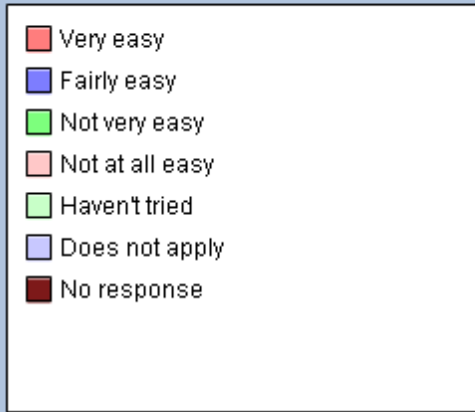 Very easy
Fairly easy
Not very easy
Not at all easy
Haven't tried
Does not apply
No response